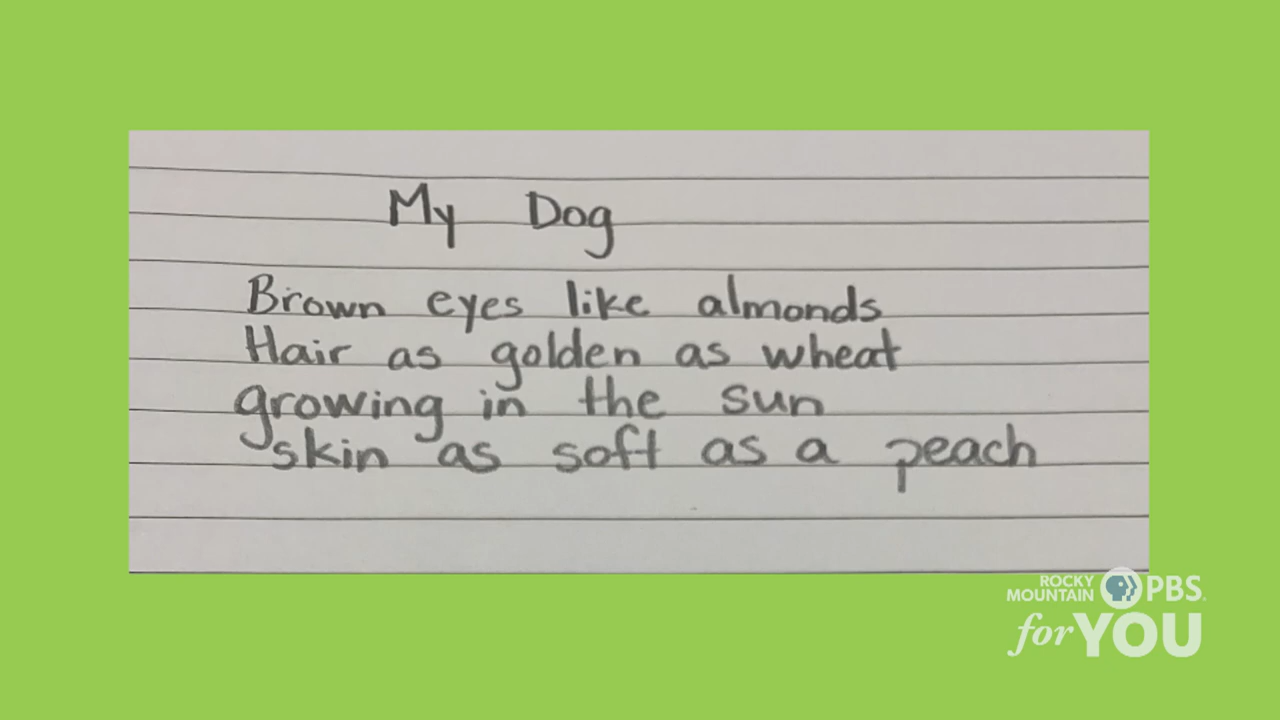 My Dog
Brown eyes like almonds
Hair as golden as wheat
growing in the sun
skin as soft as a peach
ROCKY
MOUNTAIN PBS
for YOU